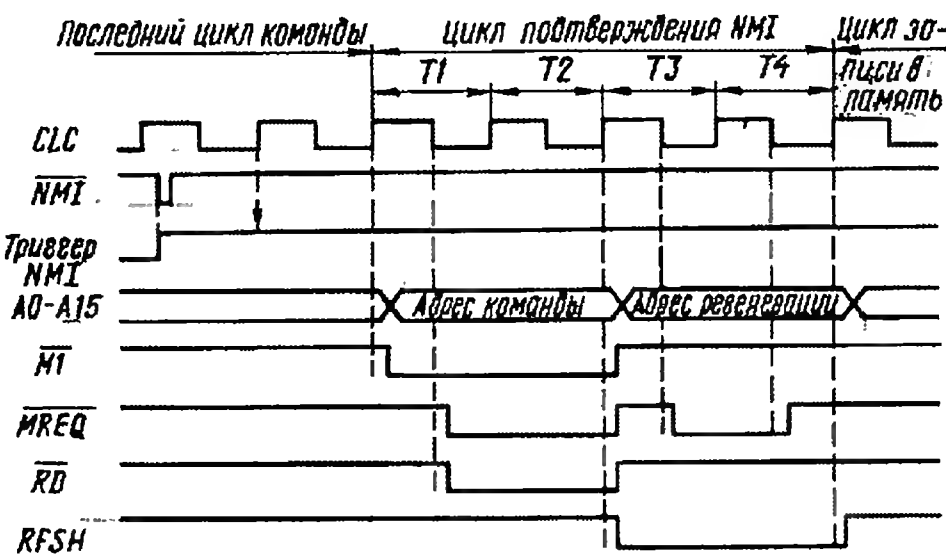 Последний цикл команды
Цикл подтверждения NMI
Цикл за-
писи в
память
T1
T2
T3
T4
CLC
NMI
Триггер
NMI
A0-A15
Адрес команды
Адрес регенерации
M1
MREQ
RD
RFSH